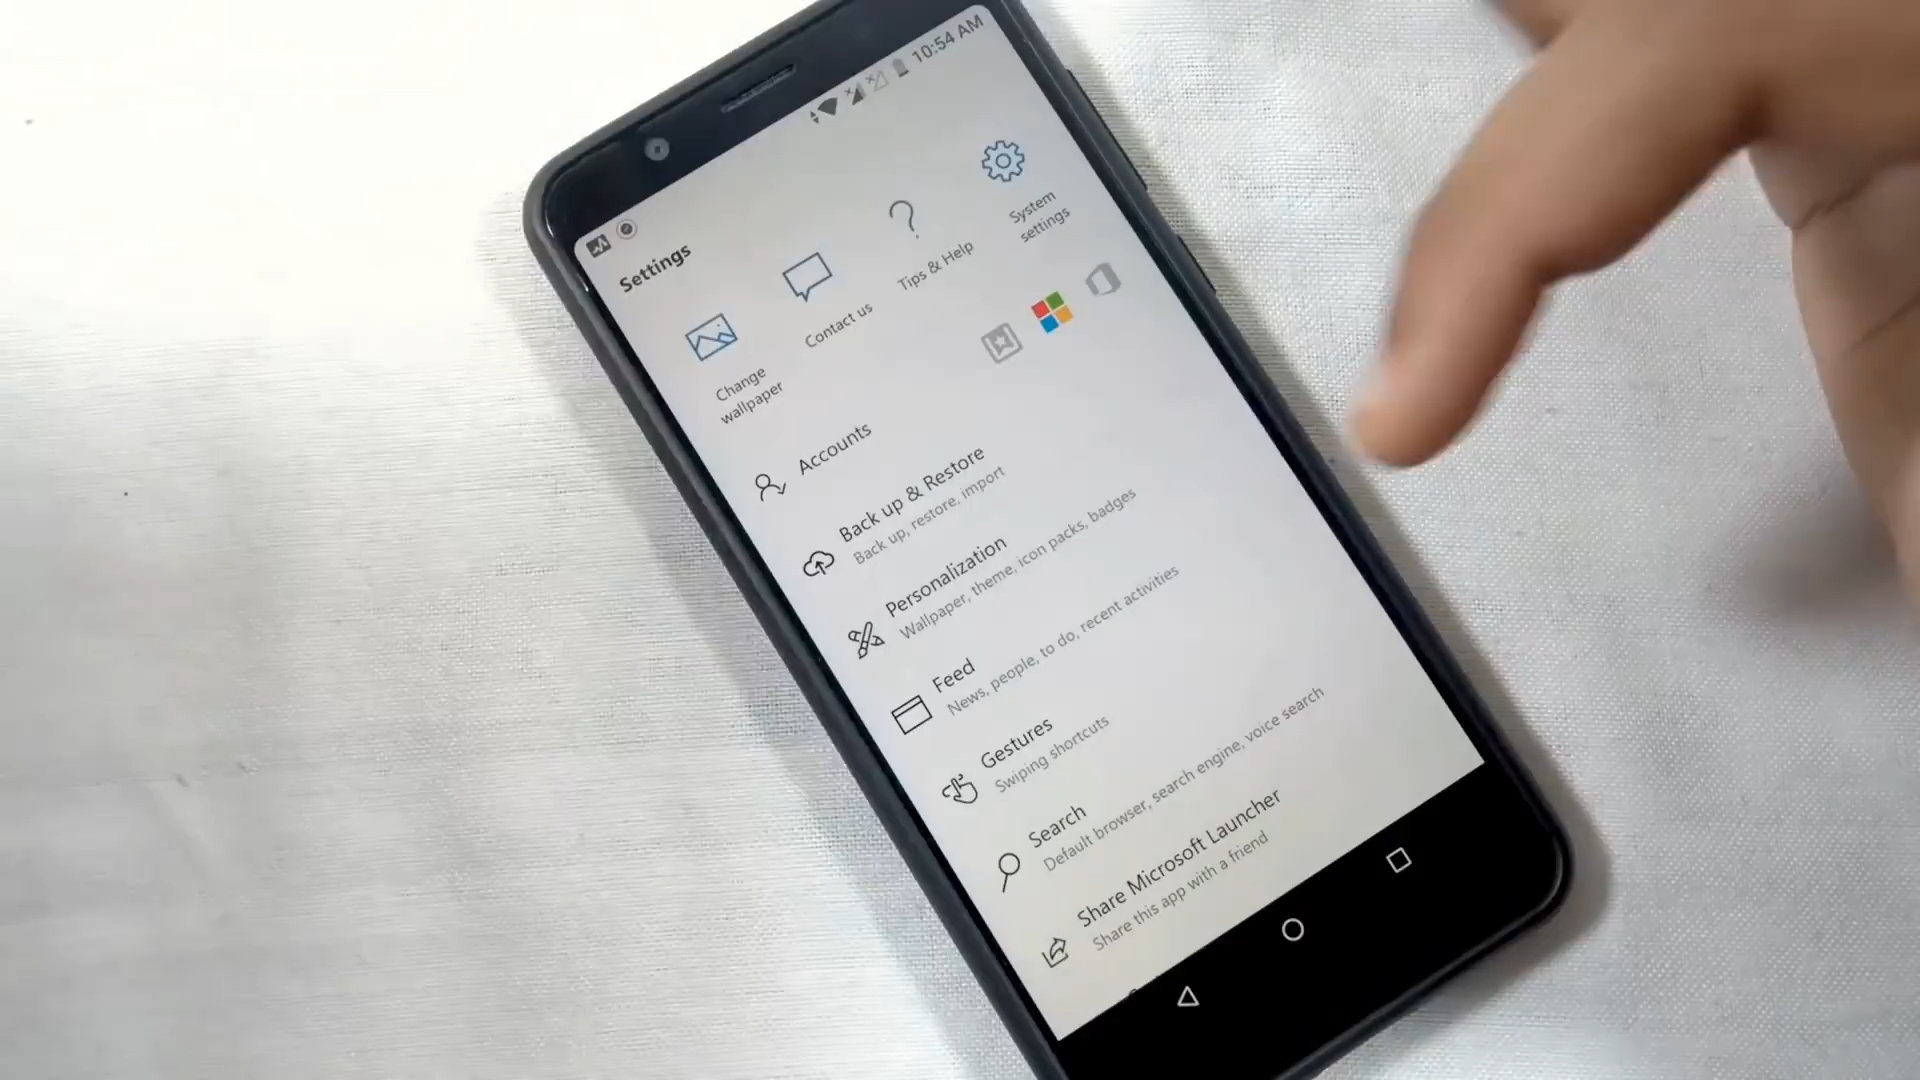 10:54 AM
Settings
Change
wallpaper
Contact us
Tips & Help
System
settings
Accounts
Back up & Restore
Back up, restore, import
Personalization
Wallpaper, theme, icon packs, badges
Feed
News, people, to do, recent activities
Gestures
Swiping shortcuts
Search
Default browser, search engine, voice search
Share Microsoft Launcher
Share this app with a friend